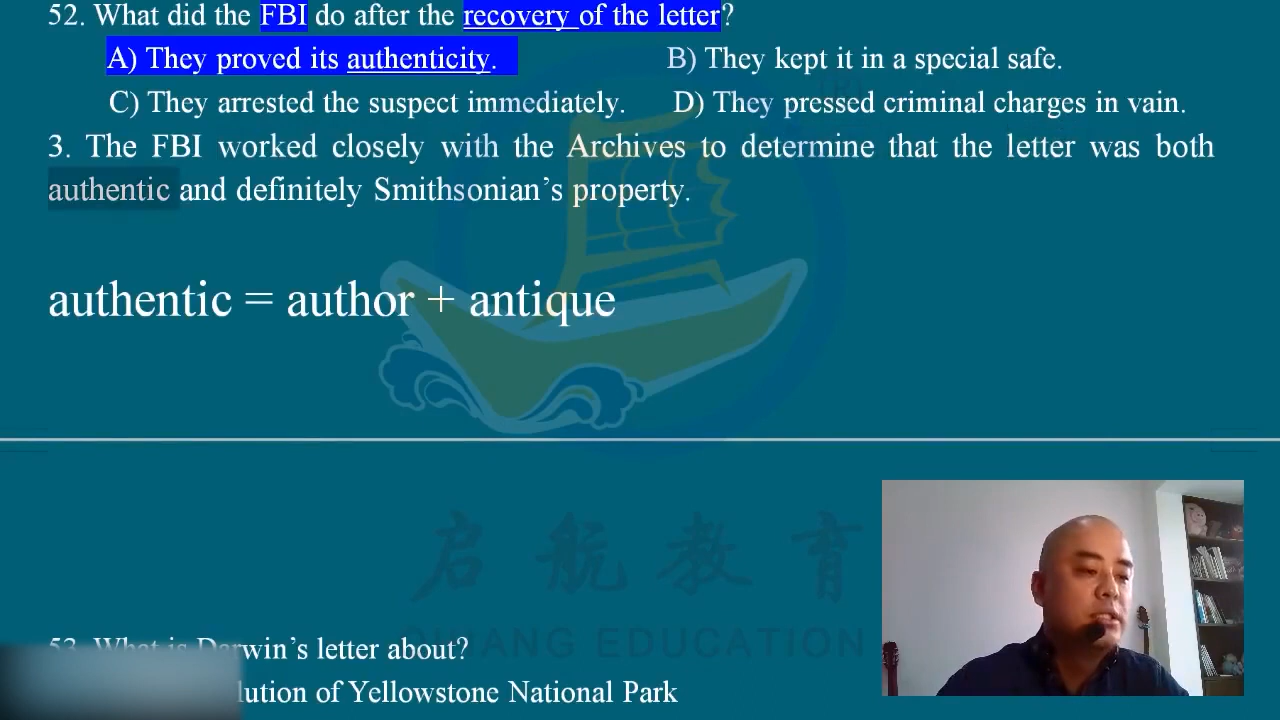 52. What did the FBI do after the recovery of the letter?
A) They proved its authenticity. B) They kept it in a special safe.
C) They arrested the suspect immediately. D) They pressed criminal charges in vain.
3. The FBI worked closely with the Archives to determine that the letter was both
authentic and definitely Smithsonian's property.
authentic = author + antique
启航教育
QIHANG EDUCATION
53. What is Darwin's letter about?
lution of Yellowstone National Park